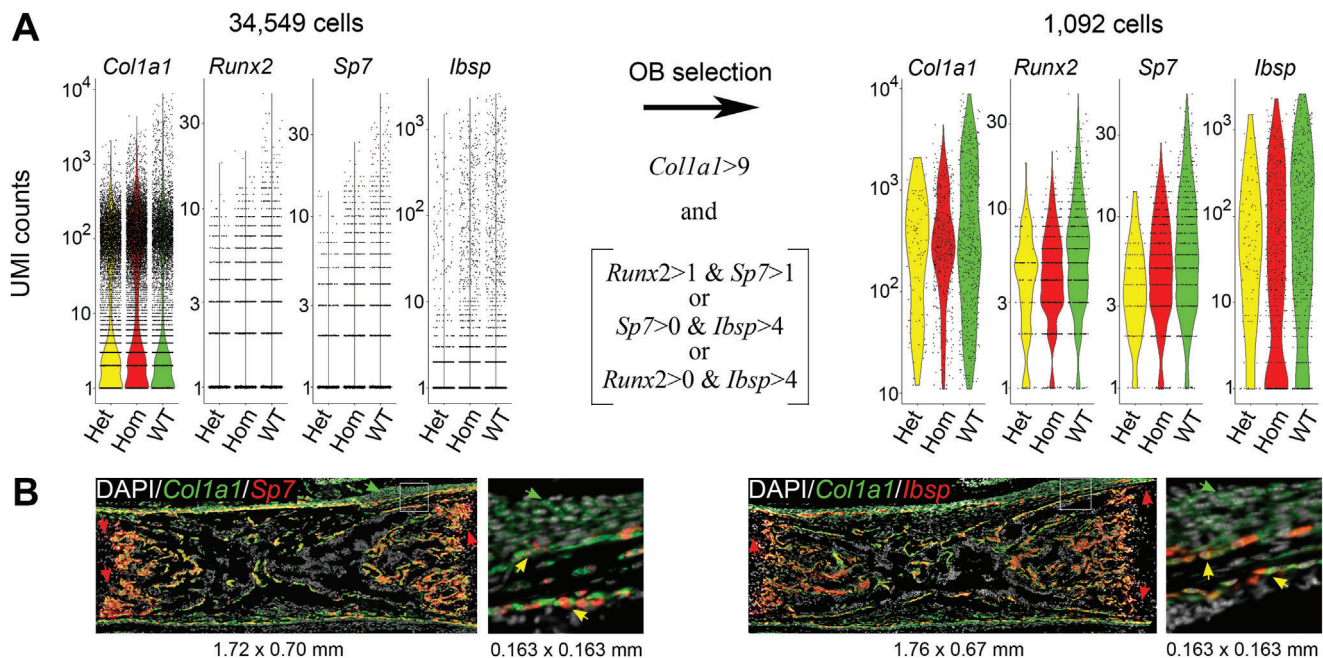 A
34,549 cells
Col1a1 Runx2 Sp7 Ibsp
UMI counts
10⁴
10³
10²
10
1
30
10
3
1
30
10
3
1
10³
10²
10
1
Het Hom WT
Het Hom WT
Het Hom WT
Het Hom WT
OB selection
Col1a1>9
and
Runx2>1 & Sp7>1
or
Sp7>0 & Ibsp>4
or
Runx2>0 & Ibsp>4
1,092 cells
Col1a1 Runx2 Sp7 Ibsp
10³
10²
10
30
10
3
1
30
10
3
1
10³
10²
10
1
Het Hom WT
Het Hom WT
Het Hom WT
Het Hom WT
B
DAPI/Col1a1/Sp7
1.72 x 0.70 mm
0.163 x 0.163 mm
DAPI/Col1a1/Ibsp
1.76 x 0.67 mm
0.163 x 0.163 mm